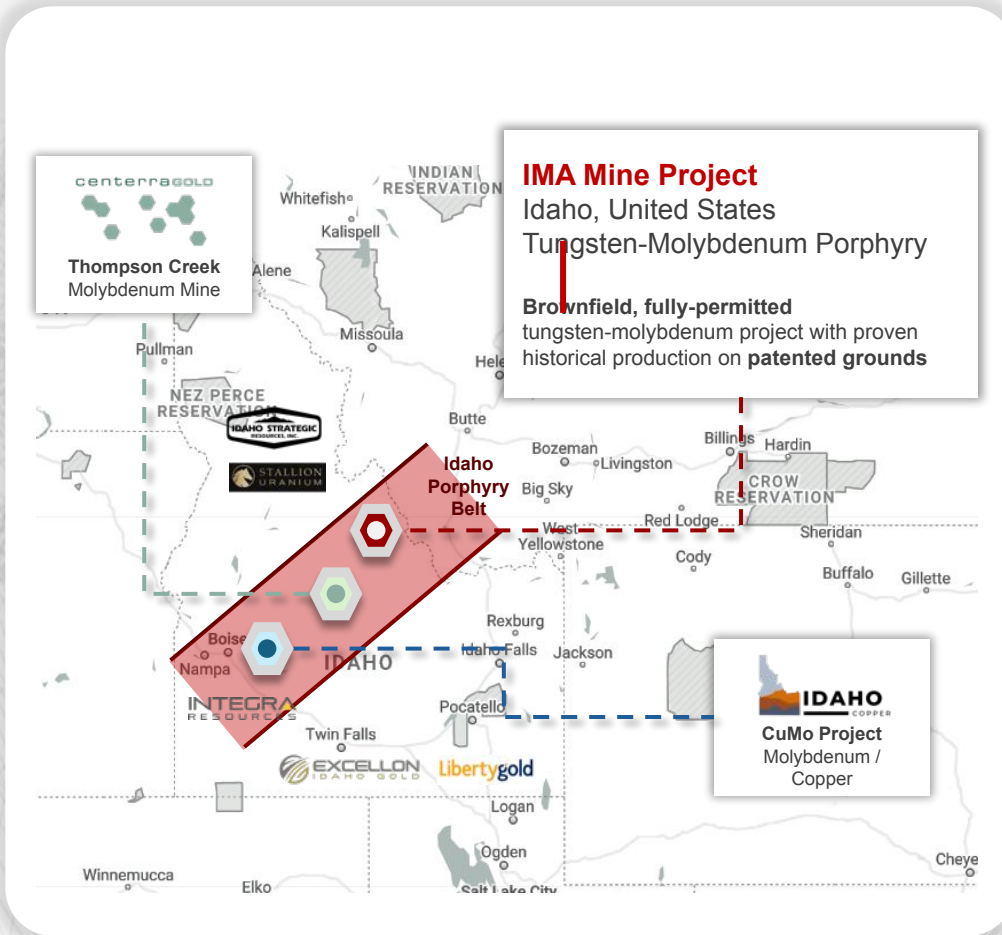 centerraGOLD
Thompson Creek
Molybdenum Mine
IMA Mine Project
Idaho, United States
Tungsten-Molybdenum Porphyry
Brownfield, fully-permitted
tungsten-molybdenum project with proven
historical production on patented grounds
INDIAN
RESERVATION
Whitefish
Kalispell
Alene
Missoula
Pullman
Hele
NEZ PERCE
RESERVATION
IDAHO STRATEGIC
RESOURCES, INC.
STALLION
URANIUM
Butte
Idaho
Porphyry
Belt
Bozeman
Livingston
Big Sky
Billings
Hardin
CROW
RESERVATION
West
Yellowstone
Red Lodge
Sheridan
Cody
Buffalo
Gillette
Rexburg
Boise
Nampa
IDAHO
Idaho Falls
Jackson
INTEGRA
RESOURCES
Pocatello
Twin Falls
EXCELLON
IDAHO GOLD
Libertygold
IDAHO
COPPER
CuMo Project
Molybdenum /
Copper
Logan
Ogden
Winnemucca
Elko
Salt Lake City
Cheye